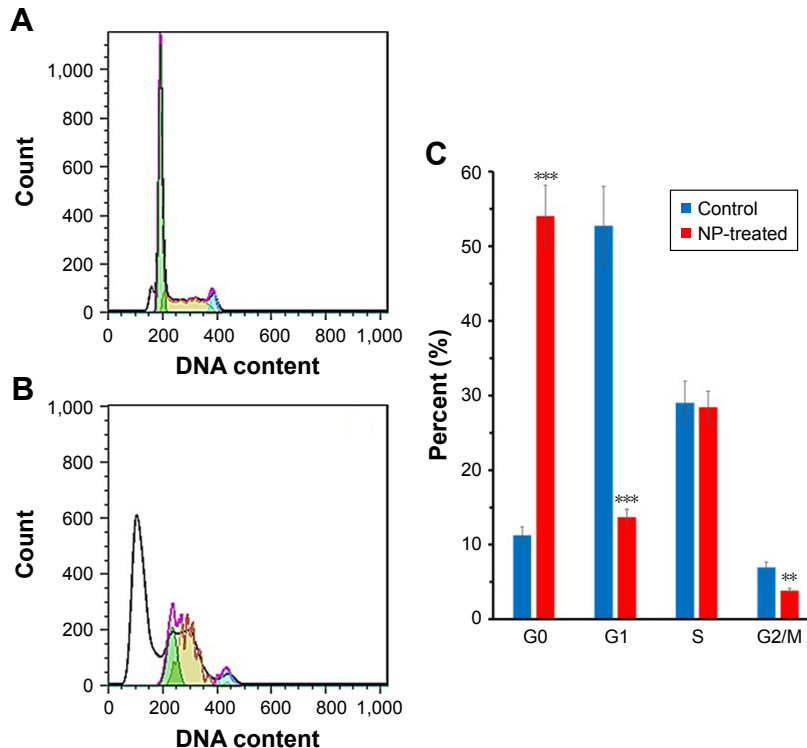 A
Count
1,000
800
600
400
200
0
0 200 400 600 800 1,000
DNA content
B
Count
1,000
800
600
400
200
0
0 200 400 600 800 1,000
DNA content
C
Percent (%)
60
50
40
30
20
10
0
Control
NP-treated
***
***
**
G0 G1 S G2/M